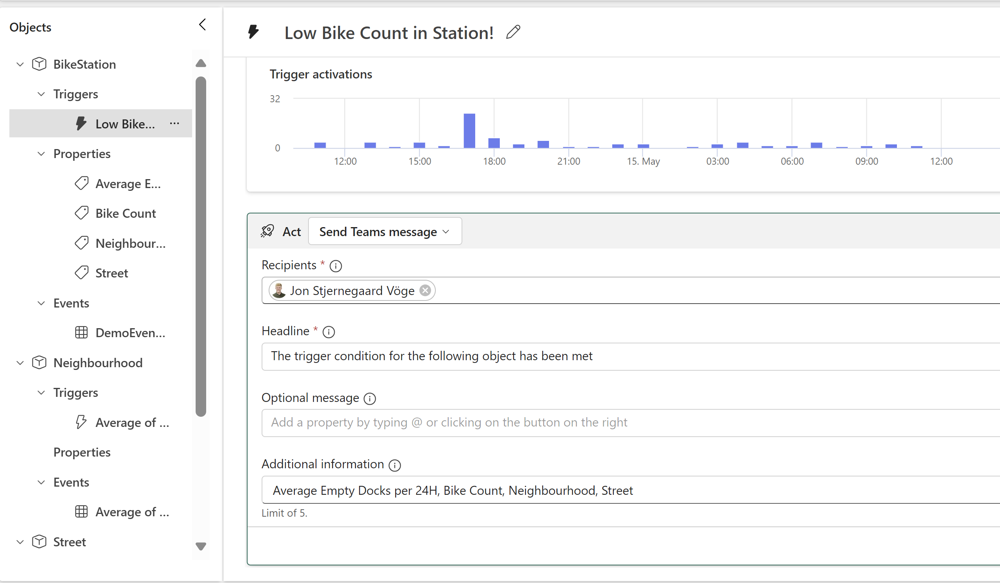 Objects
BikeStation
Triggers
Low Bike...
Properties
Average E...
Bike Count
Neighbour...
Street
Events
DemoEven...
Neighbourhood
Triggers
Average of ...
Properties
Events
Average of ...
Street
Low Bike Count in Station!
Trigger activations
32
0
12:00 15:00 18:00 21:00 15. May 03:00 06:00 09:00 12:00
Act Send Teams message
Recipients *
Jon Stjernegaard Vöge
Headline *
The trigger condition for the following object has been met
Optional message
Add a property by typing @ or clicking on the button on the right
Additional information
Average Empty Docks per 24H, Bike Count, Neighbourhood, Street
Limit of 5.